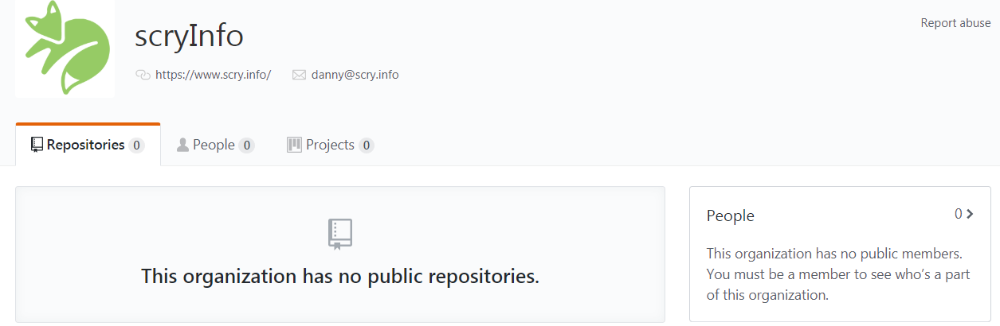 scryInfo
Report abuse
https://www.scry.info/ danny@scry.info
Repositories 0 People 0 Projects 0
This organization has no public repositories.
People 0
This organization has no public members.
You must be a member to see who's a part
of this organization.